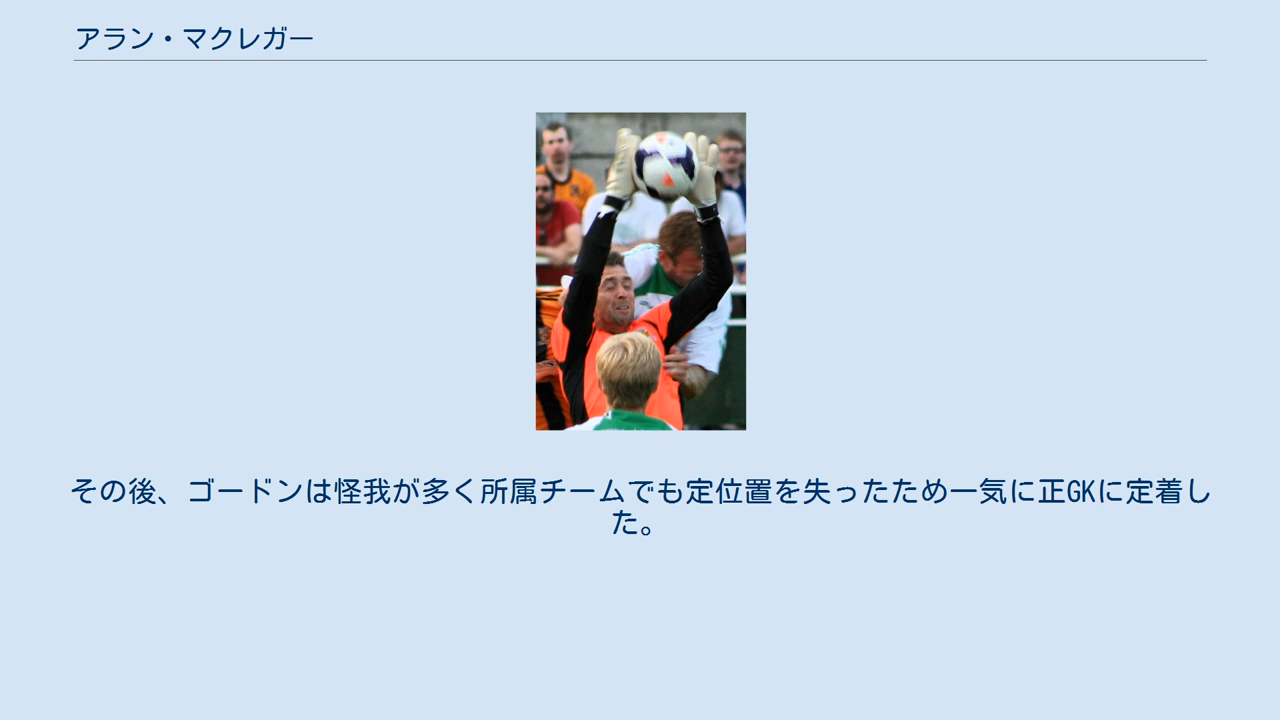 アラン・マクレガー
その後、ゴードンは怪我が多く所属チームでも定位置を失ったため一気に正GKに定着し
た。